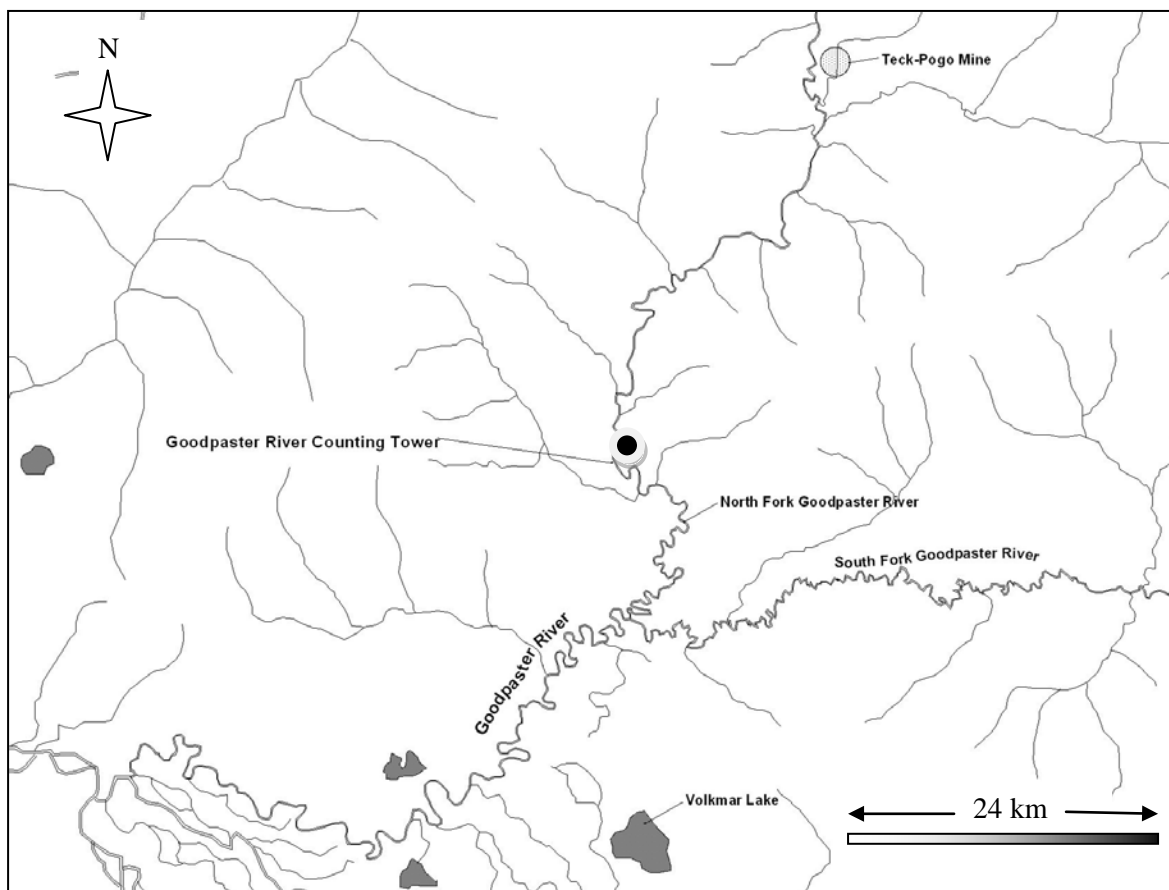 N
Teck-Pogo Mine
Goodpaster River Counting Tower
North Fork Goodpaster River
South Fork Goodpaster River
Goodpaster River
Volkmar Lake
24 km